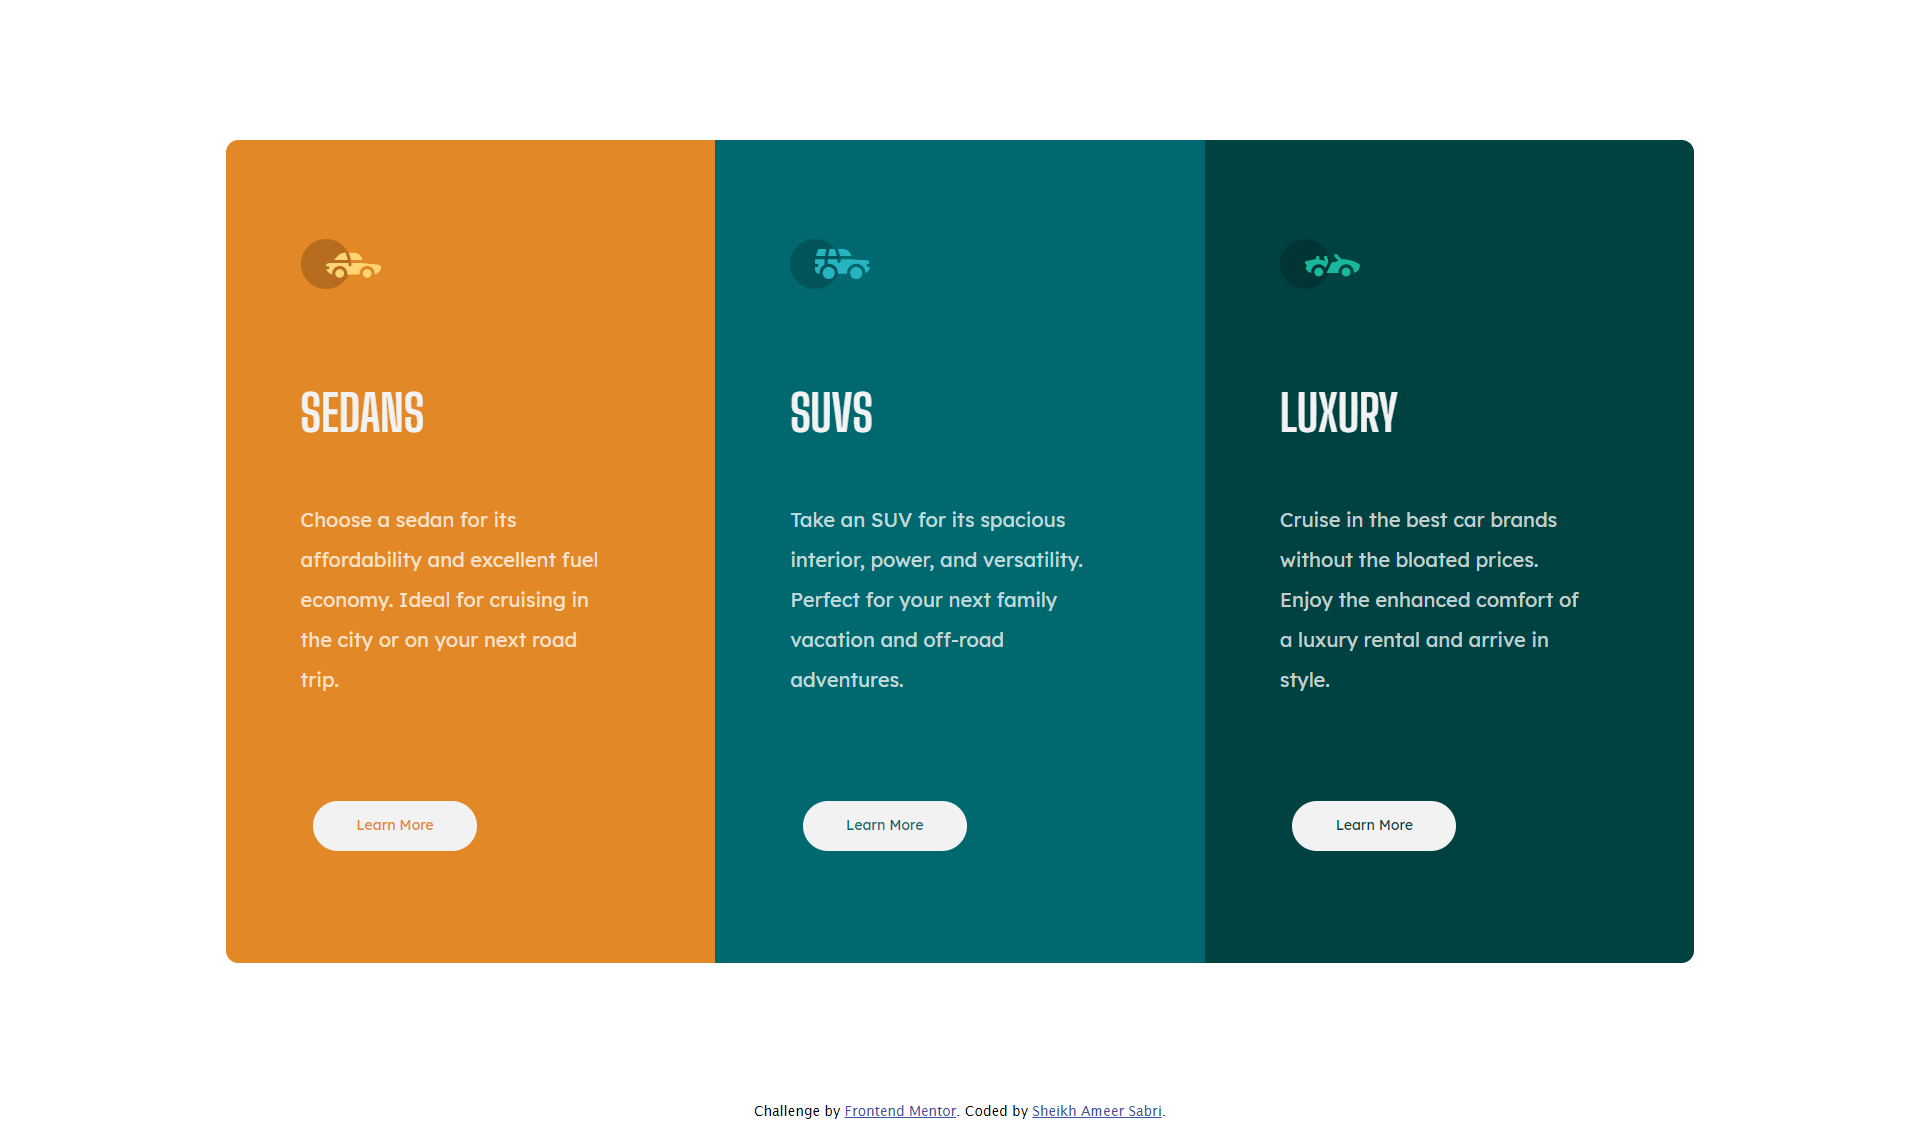 SEDANS
Choose a sedan for its
affordability and excellent fuel
economy. Ideal for cruising in
the city or on your next road
trip.
Learn More
SUVS
Take an SUV for its spacious
interior, power, and versatility.
Perfect for your next family
vacation and off-road
adventures.
Learn More
LUXURY
Cruise in the best car brands
without the bloated prices.
Enjoy the enhanced comfort of
a luxury rental and arrive in
style.
Learn More
Challenge by Frontend Mentor. Coded by Sheikh Ameer Sabri.